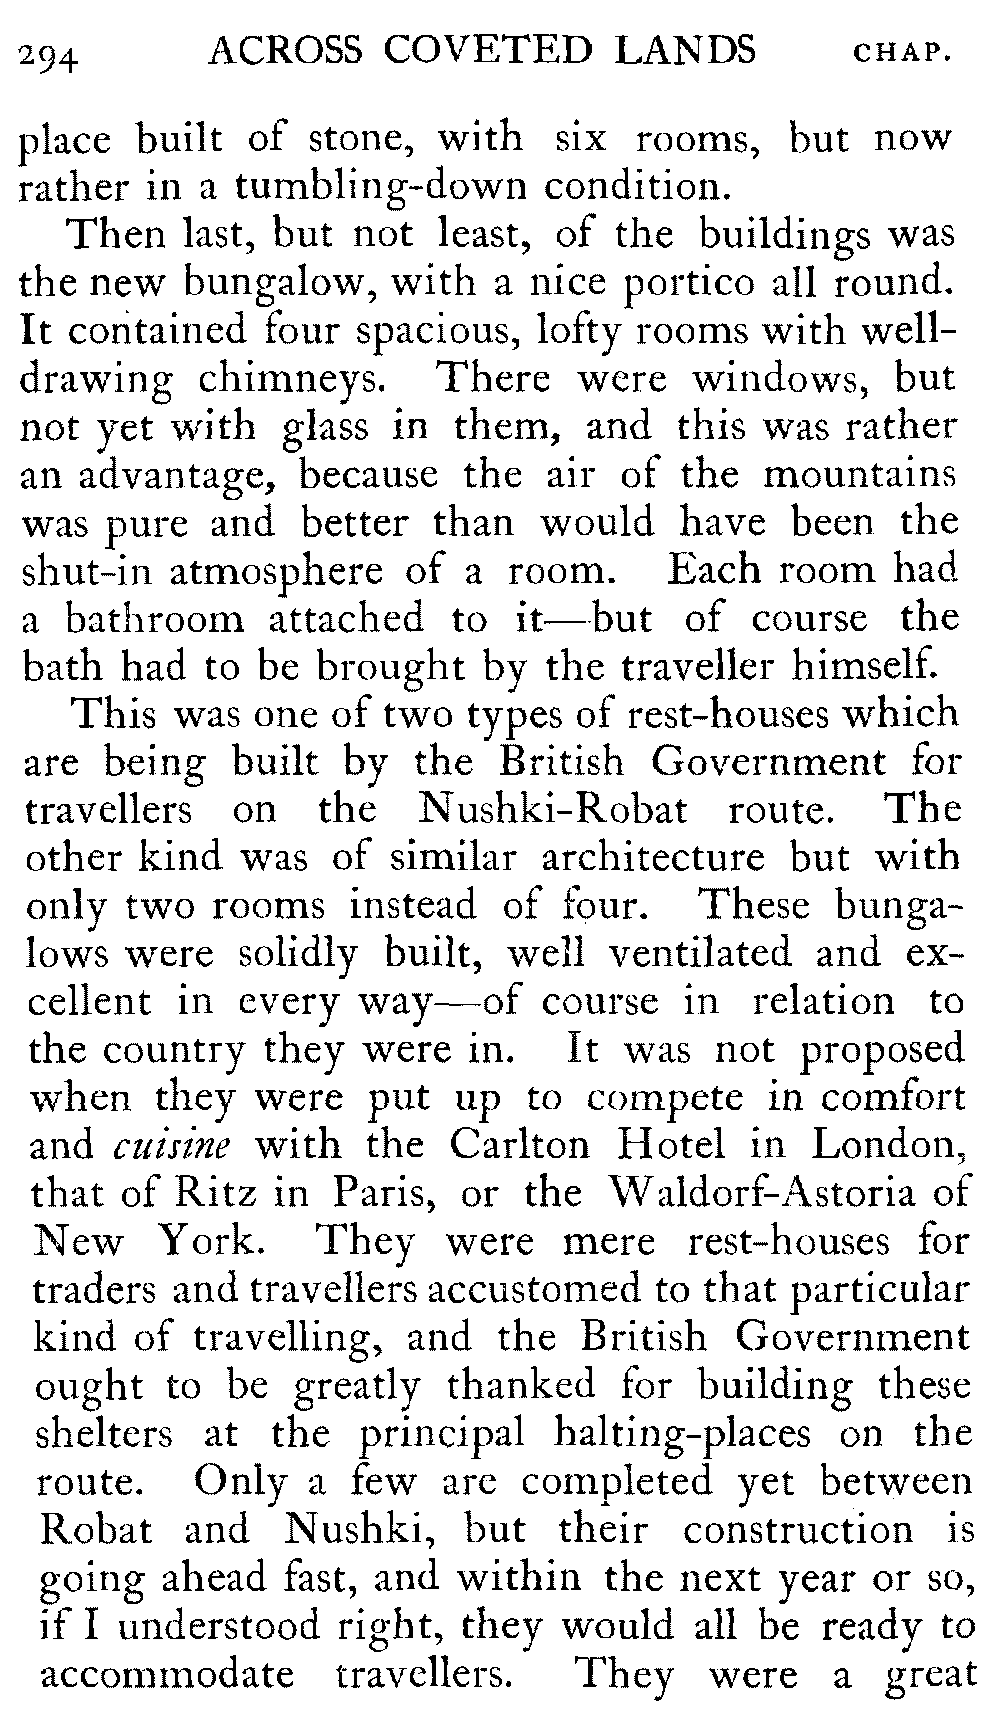 294 ACROSS COVETED LANDS CHAP.
place built of stone, with six rooms, but now
rather in a tumbling-down condition.
Then last, but not least, of the buildings was
the new bungalow, with a nice portico all round.
It contained four spacious, lofty rooms with well-
drawing chimneys. There were windows, but
not yet with glass in them, and this was rather
an advantage, because the air of the mountains
was pure and better than would have been the
shut-in atmosphere of a room. Each room had
a bathroom attached to it—but of course the
bath had to be brought by the traveller himself.
This was one of two types of rest-houses which
are being built by the British Government for
travellers on the Nushki-Robat route. The
other kind was of similar architecture but with
only two rooms instead of four. These bunga-
lows were solidly built, well ventilated and ex-
cellent in every way—of course in relation to
the country they were in. It was not proposed
when they were put up to compete in comfort
and cuisine with the Carlton Hotel in London,
that of Ritz in Paris, or the Waldorf-Astoria of
New York. They were mere rest-houses for
traders and travellers accustomed to that particular
kind of travelling, and the British Government
ought to be greatly thanked for building these
shelters at the principal halting-places on the
route. Only a few are completed yet between
Robat and Nushki, but their construction is
going ahead fast, and within the next year or so,
if I understood right, they would all be ready to
accommodate travellers. They were a great